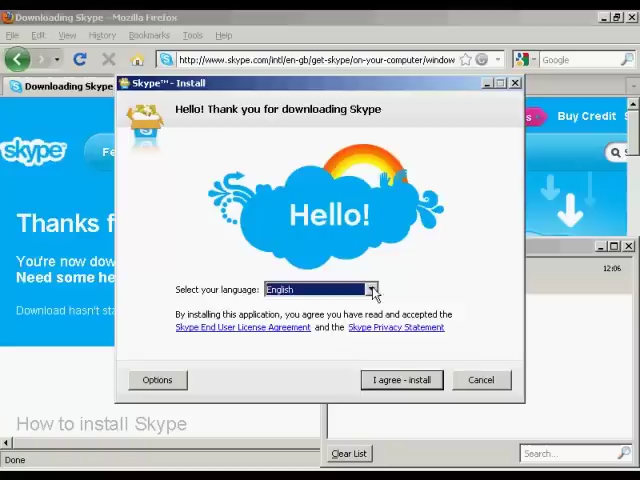 Downloading Skype - Mozilla Firefox
File Edit View History Bookmarks Tools Help
http://www.skype.com/intl/en-gb/get-skype/on-your-computer/window
Google
Downloading Skype
Skype™ - Install
Hello! Thank you for downloading Skype
Buy Credit
skype
Hello!
Thanks f
You're now dow
Need some he
12:06
Select your language: English
Download hasn't sta
By installing this application, you agree you have read and accepted the
Skype End User License Agreement and the Skype Privacy Statement
Options
I agree - install
Cancel
How to install Skype
Clear List
Search...
Done